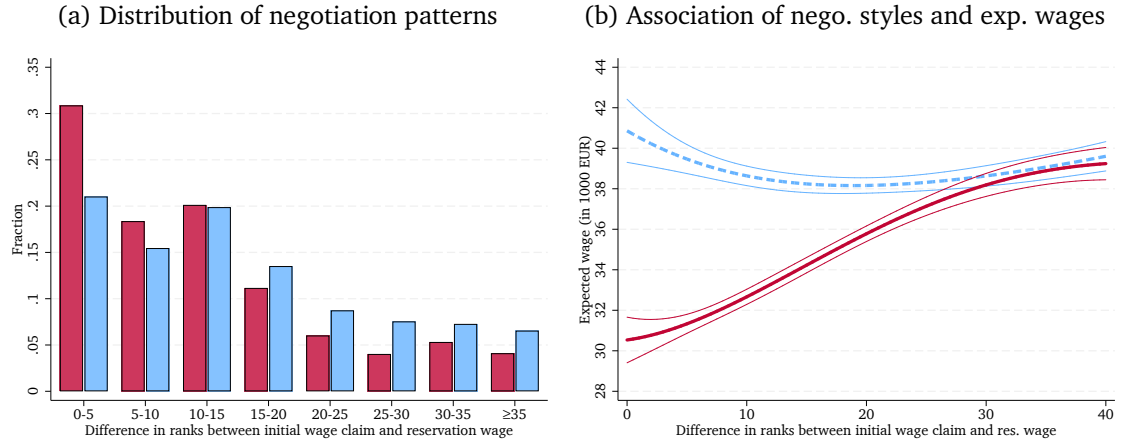 (a) Distribution of negotiation patterns
Fraction
.35
.3
.25
.2
.15
.1
.05
0
0-5 5-10 10-15 15-20 20-25 25-30 30-35 ≥35
Difference in ranks between initial wage claim and reservation wage
(b) Association of nego. styles and exp. wages
Expected wage (in 1000 EUR)
44
42
40
38
36
34
32
30
28
0 10 20 30 40
Difference in ranks between initial wage claim and res. wage